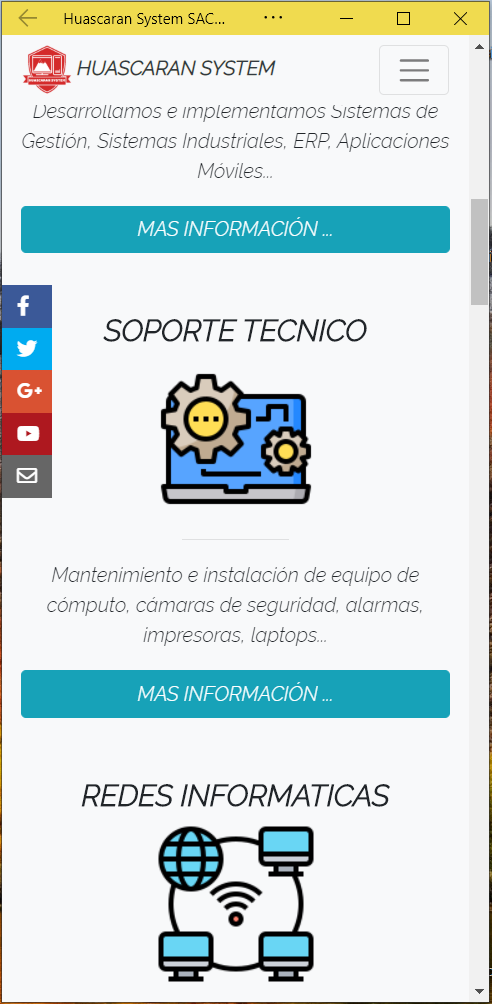 Huascaran System SAC...
HUASCARAN SYSTEM
Desarrollamos e implementamos Sistemas de
Gestión, Sistemas Industriales, ERP, Aplicaciones
Móviles...
MAS INFORMACIÓN ...
SOPORTE TECNICO
Mantenimiento e instalación de equipo de
cómputo, cámaras de seguridad, alarmas,
impresoras, laptops...
MAS INFORMACIÓN ...
REDES INFORMATICAS